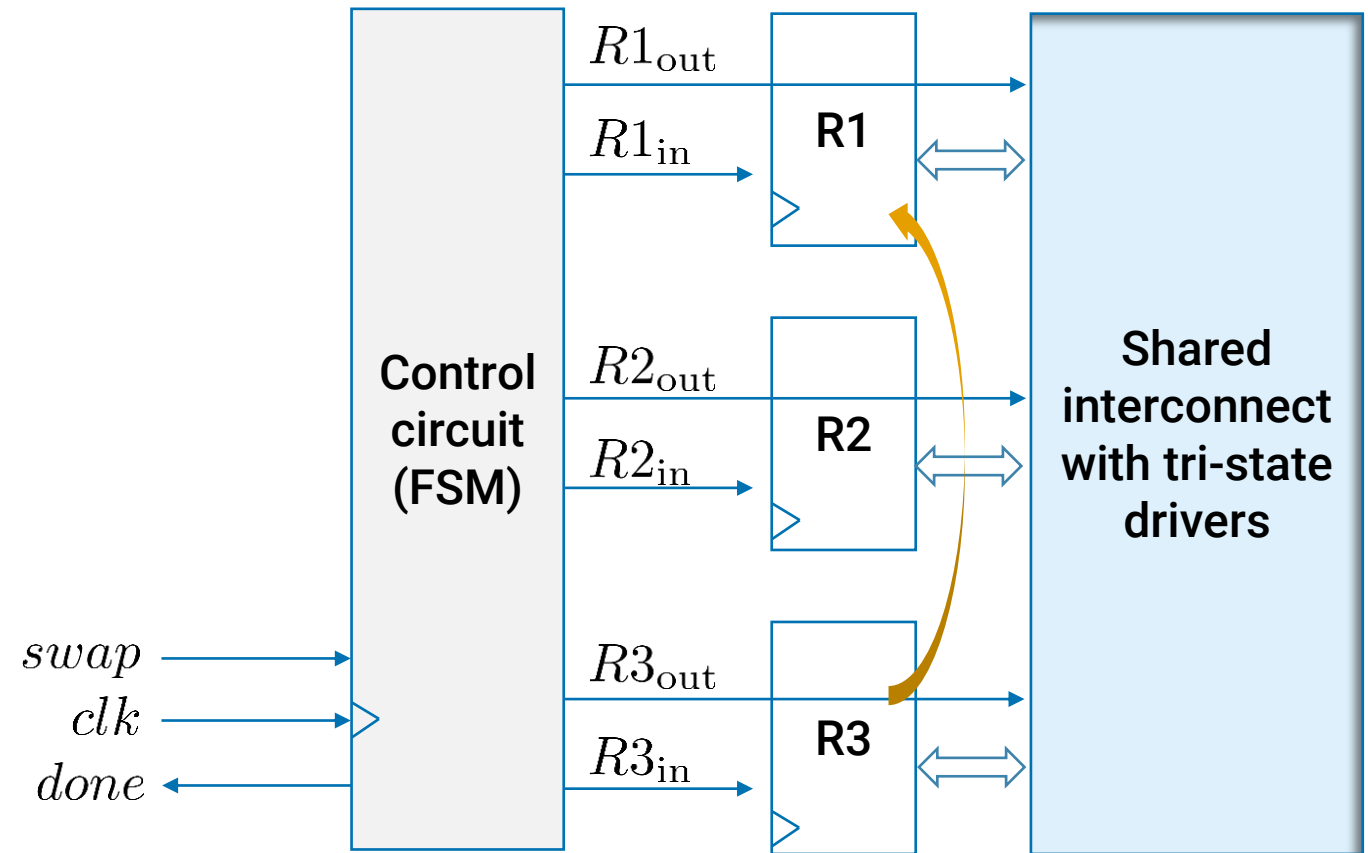 R1out
R1in
R1
R2out
R2in
R2
R3out
R3in
R3
Control
circuit
(FSM)
Shared
interconnect
with tri-state
drivers
swap
clk
done